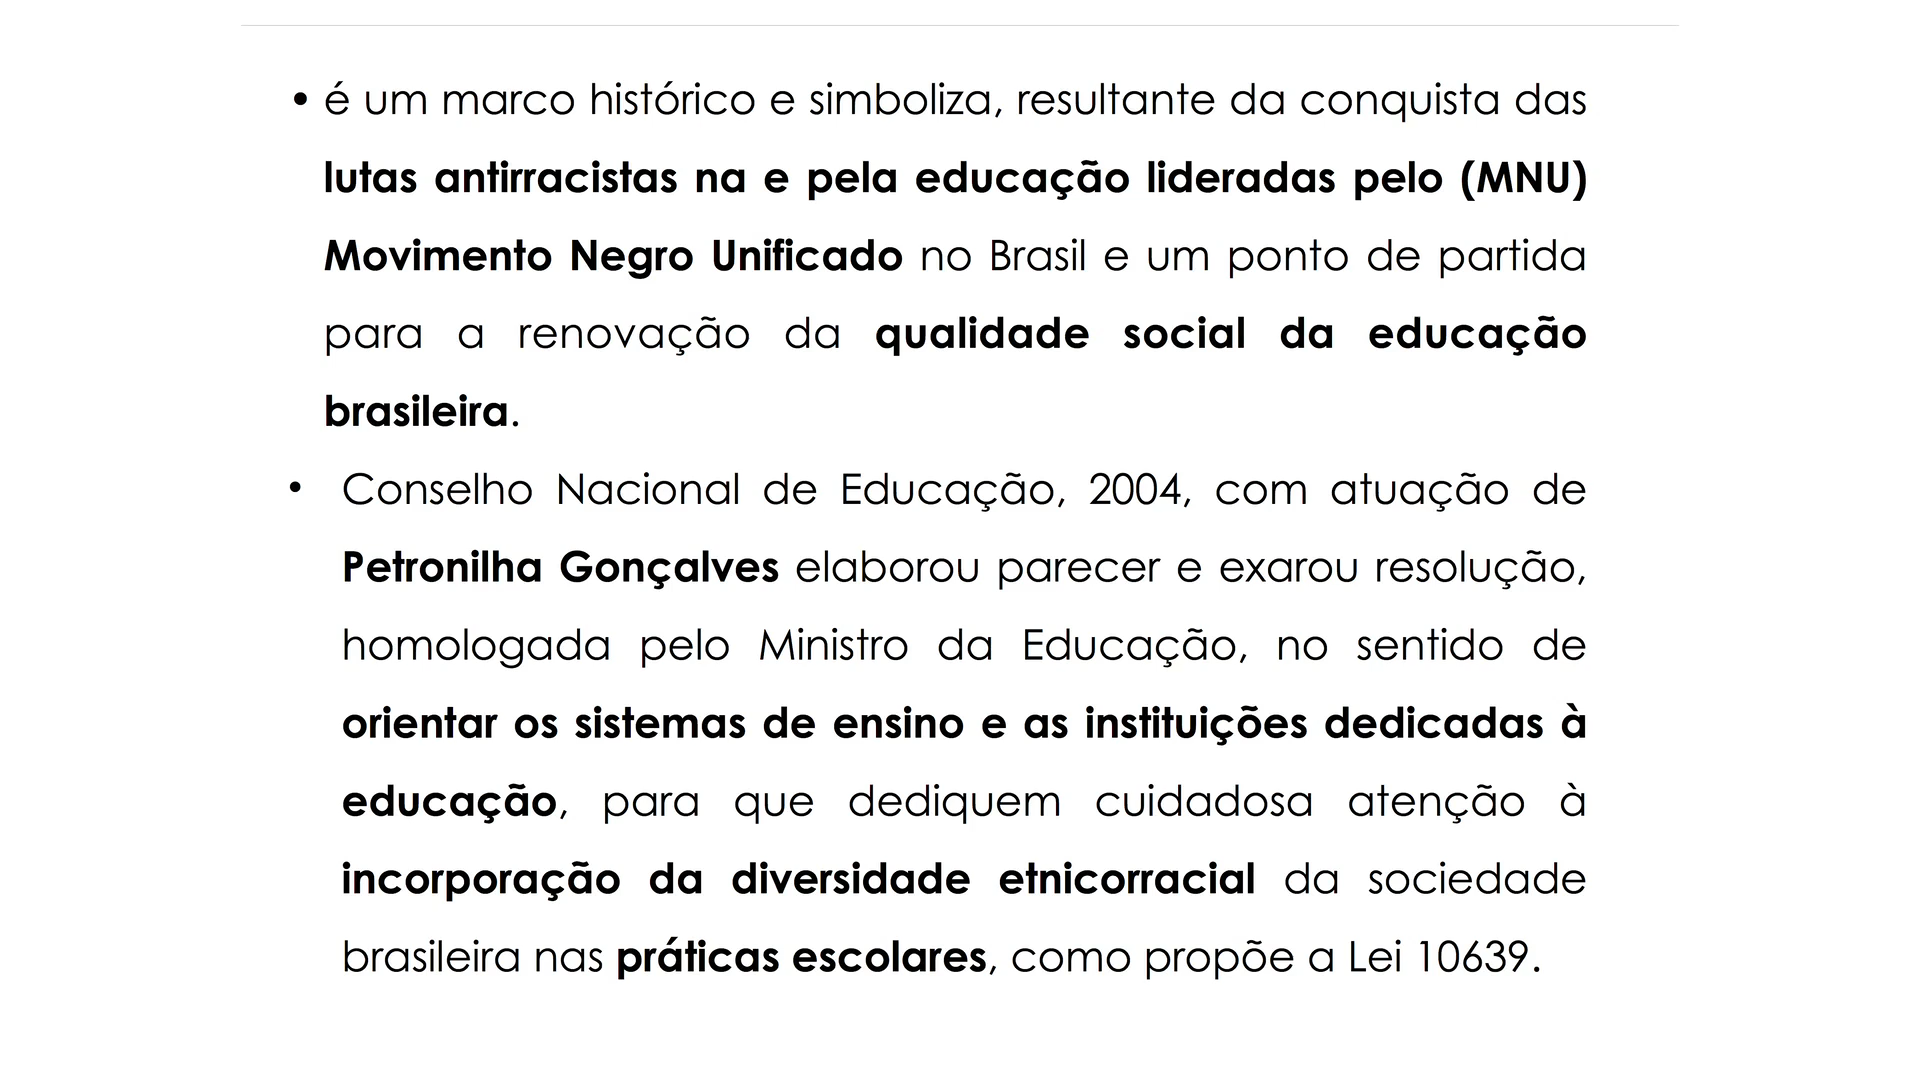 • é um marco histórico e simboliza, resultante da conquista das
lutas antirracistas na e pela educação lideradas pelo (MNU)
Movimento Negro Unificado no Brasil e um ponto de partida
para a renovação da qualidade social da educação
brasileira.
• Conselho Nacional de Educação, 2004, com atuação de
Petronilha Gonçalves elaborou parecer e exarou resolução,
homologada pelo Ministro da Educação, no sentido de
orientar os sistemas de ensino e as instituições dedicadas à
educação, para que dediquem cuidadosa atenção à
incorporação da diversidade etnicorracial da sociedade
brasileira nas práticas escolares, como propõe a Lei 10639.